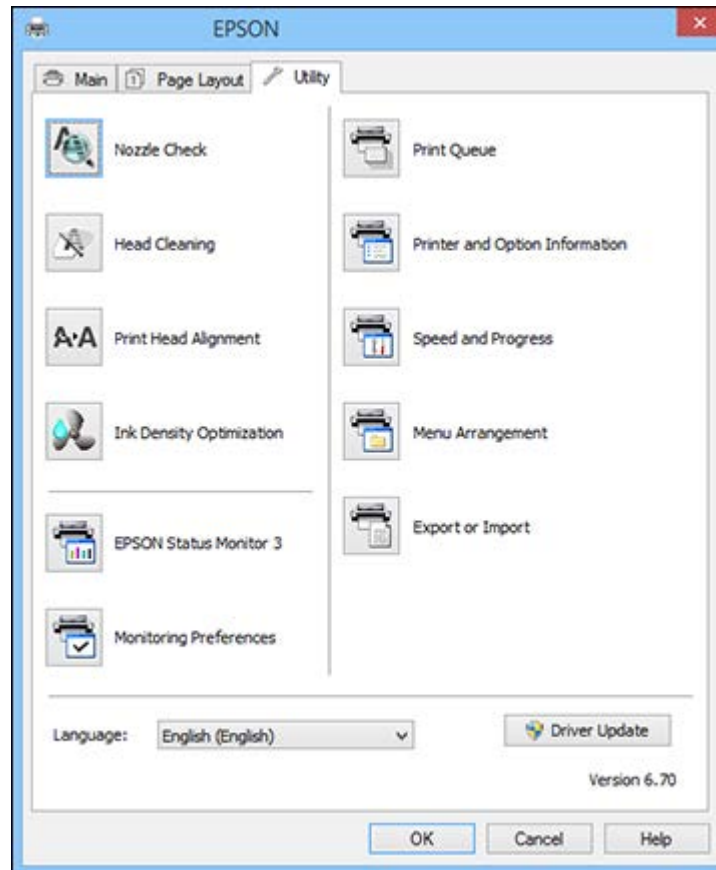 EPSON
Main
Page Layout
Utility
Nozzle Check
Head Cleaning
Print Head Alignment
Ink Density Optimization
EPSON Status Monitor 3
Monitoring Preferences
Print Queue
Printer and Option Information
Speed and Progress
Menu Arrangement
Export or Import
Language:
English (English)
Driver Update
Version 6.70
OK
Cancel
Help